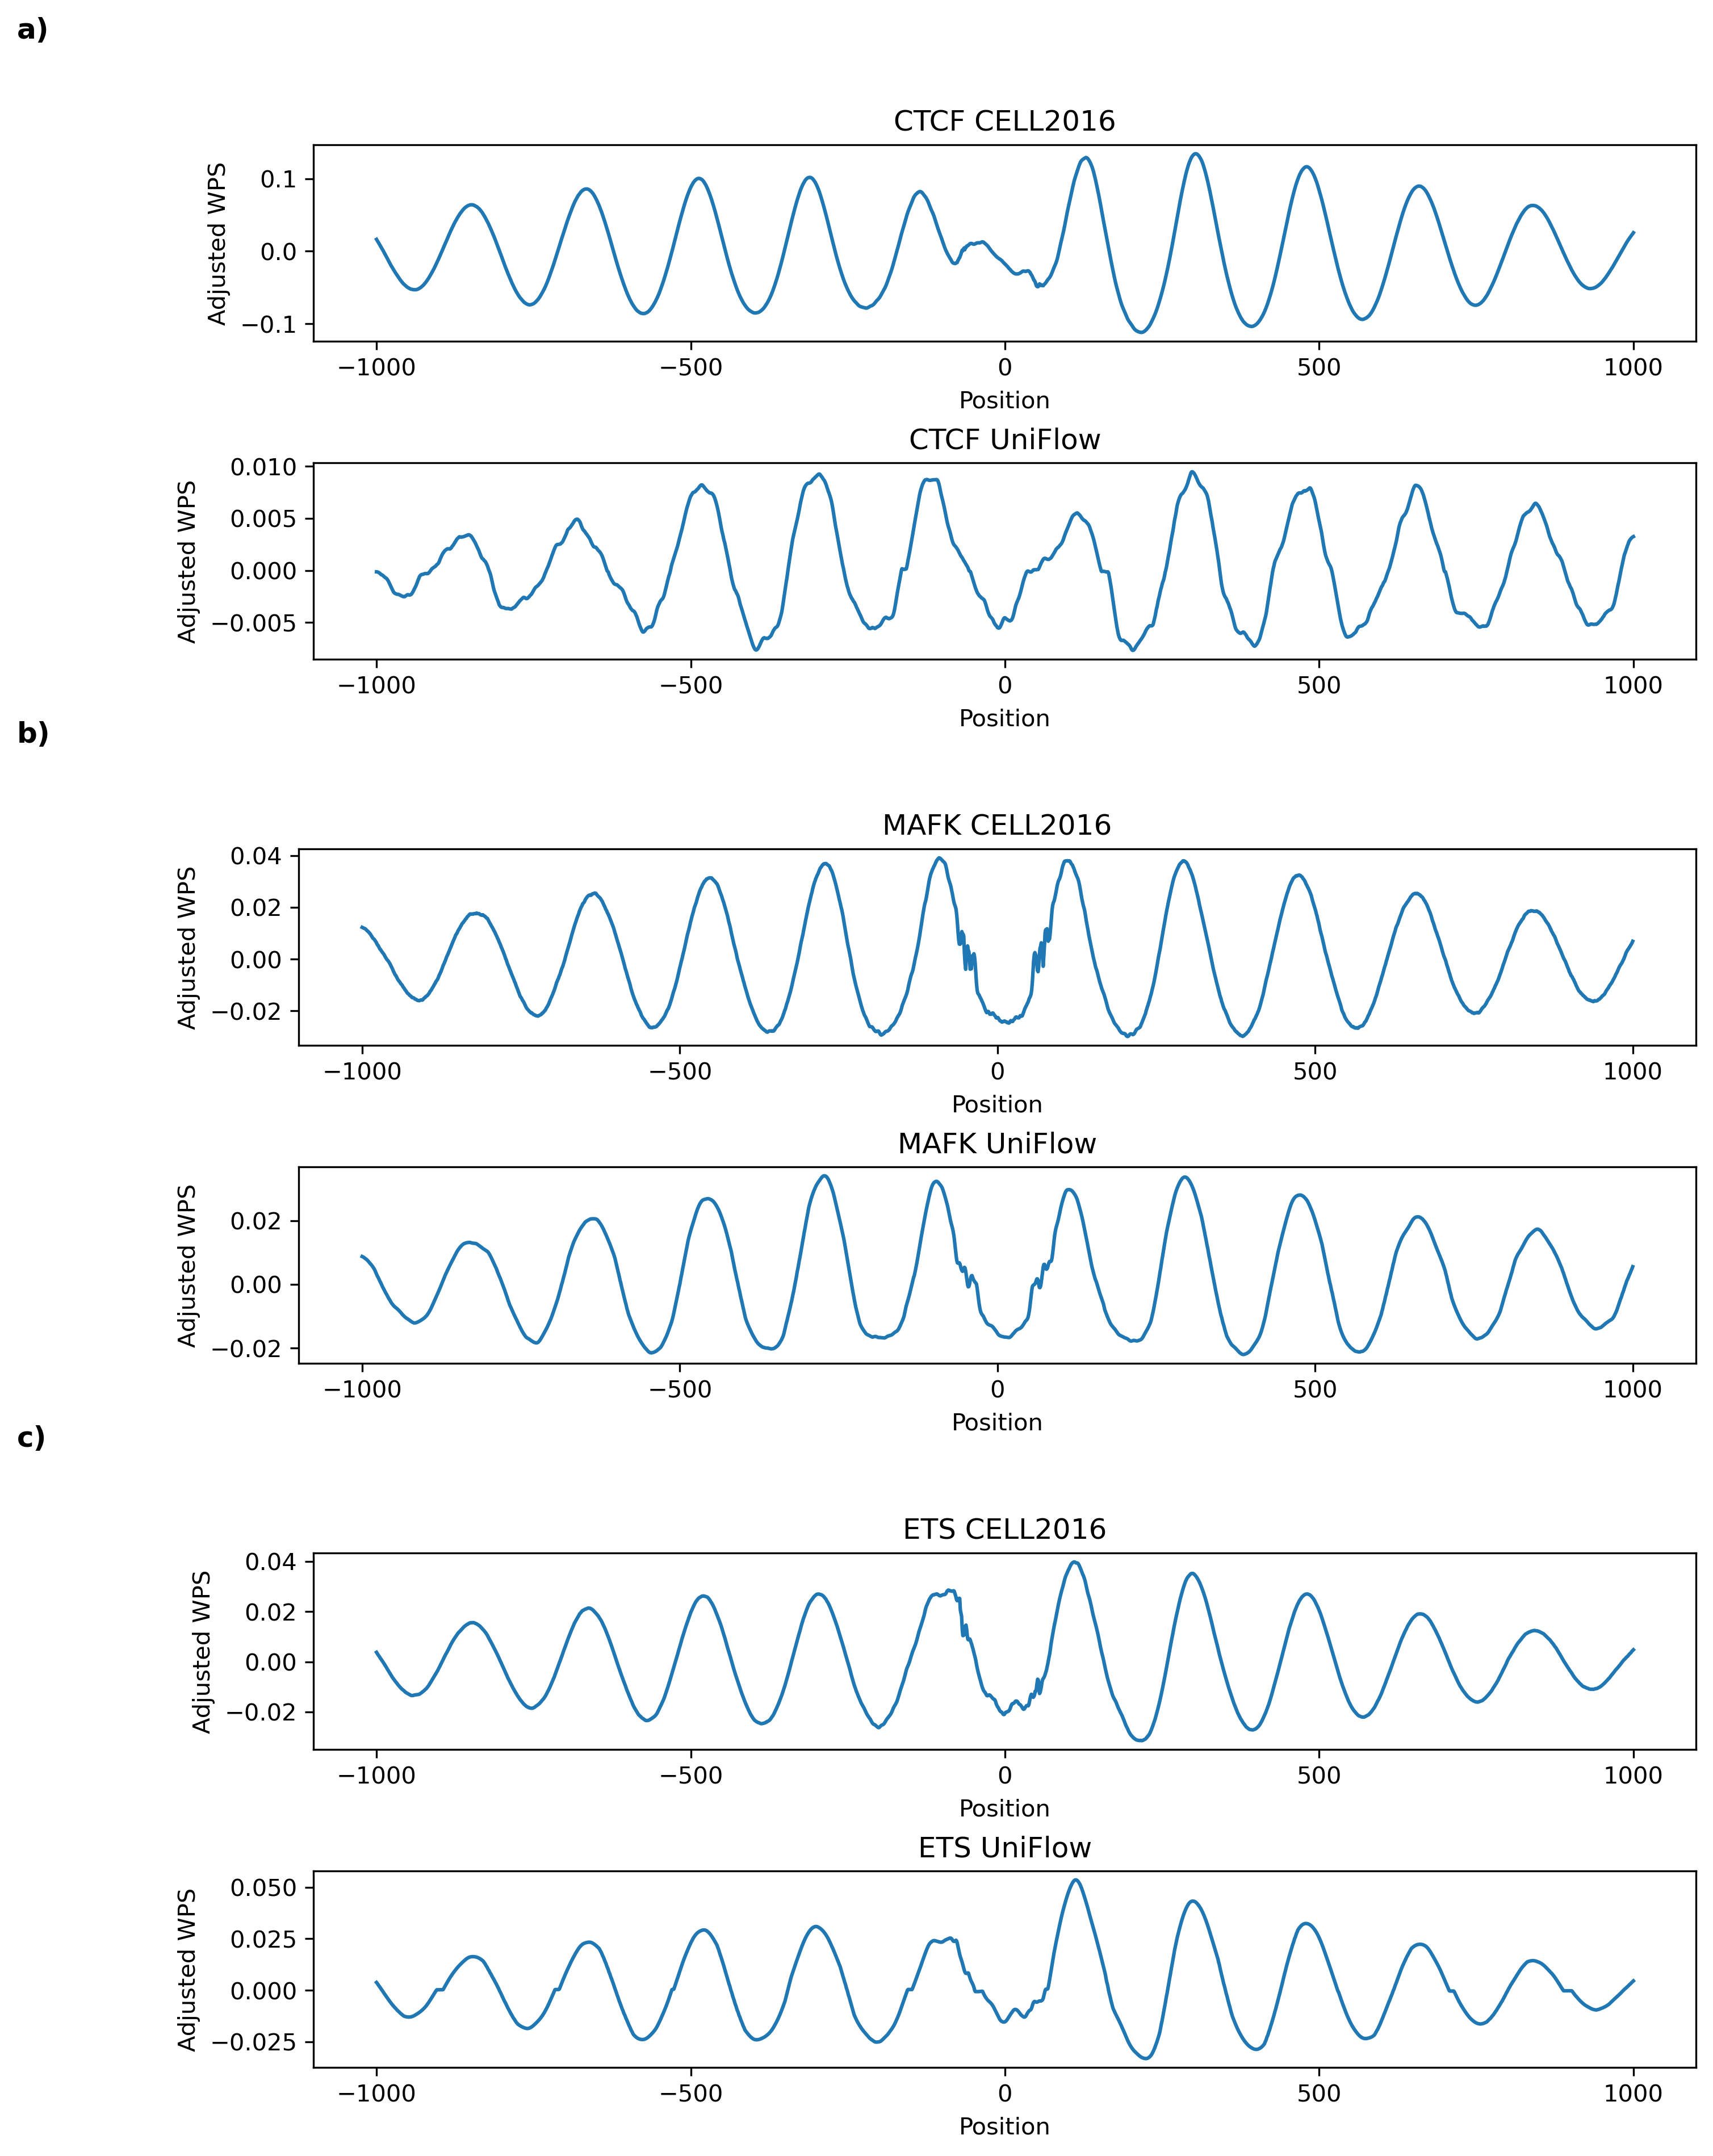 a)
CTCF CELL2016
Adjusted WPS
0.1
0.0
−0.1
−1000 −500 0 500 1000
Position
CTCF UniFlow
Adjusted WPS
0.010
0.005
0.000
−0.005
−1000 −500 0 500 1000
Position
b)
MAFK CELL2016
Adjusted WPS
0.04
0.02
0.00
−0.02
−1000 −500 0 500 1000
Position
MAFK UniFlow
Adjusted WPS
0.02
0.00
−0.02
−1000 −500 0 500 1000
Position
c)
ETS CELL2016
Adjusted WPS
0.04
0.02
0.00
−0.02
−1000 −500 0 500 1000
Position
ETS UniFlow
Adjusted WPS
0.050
0.025
0.000
−0.025
−1000 −500 0 500 1000
Position